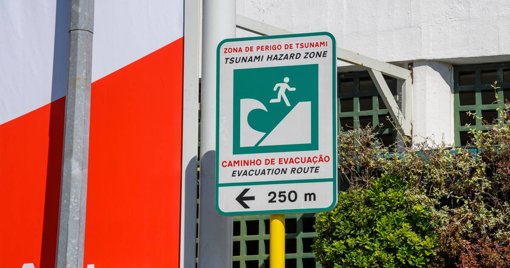 ZONA DE PERIGO DE TSUNAMI
TSUNAMI HAZARD ZONE
CAMINHO DE EVACUAÇÃO
EVACUATION ROUTE
250 m